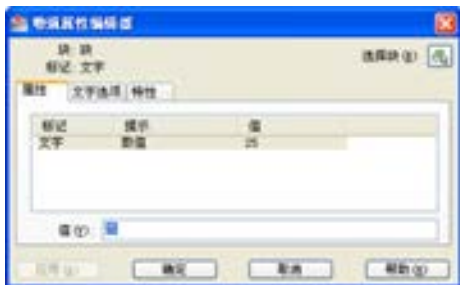 增强属性编辑器
块: 块
标记: 文字
选择块(B)
属性 文字选项 特性
标记 提示 值
文字 数值 25
值(V):
应用(A) 确定 取消 帮助(H)